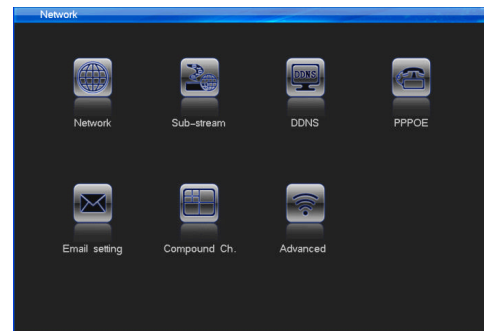 Network
DDNS
Network
Sub-stream
DDNS
PPPOE
Email setting
Compound Ch.
Advanced